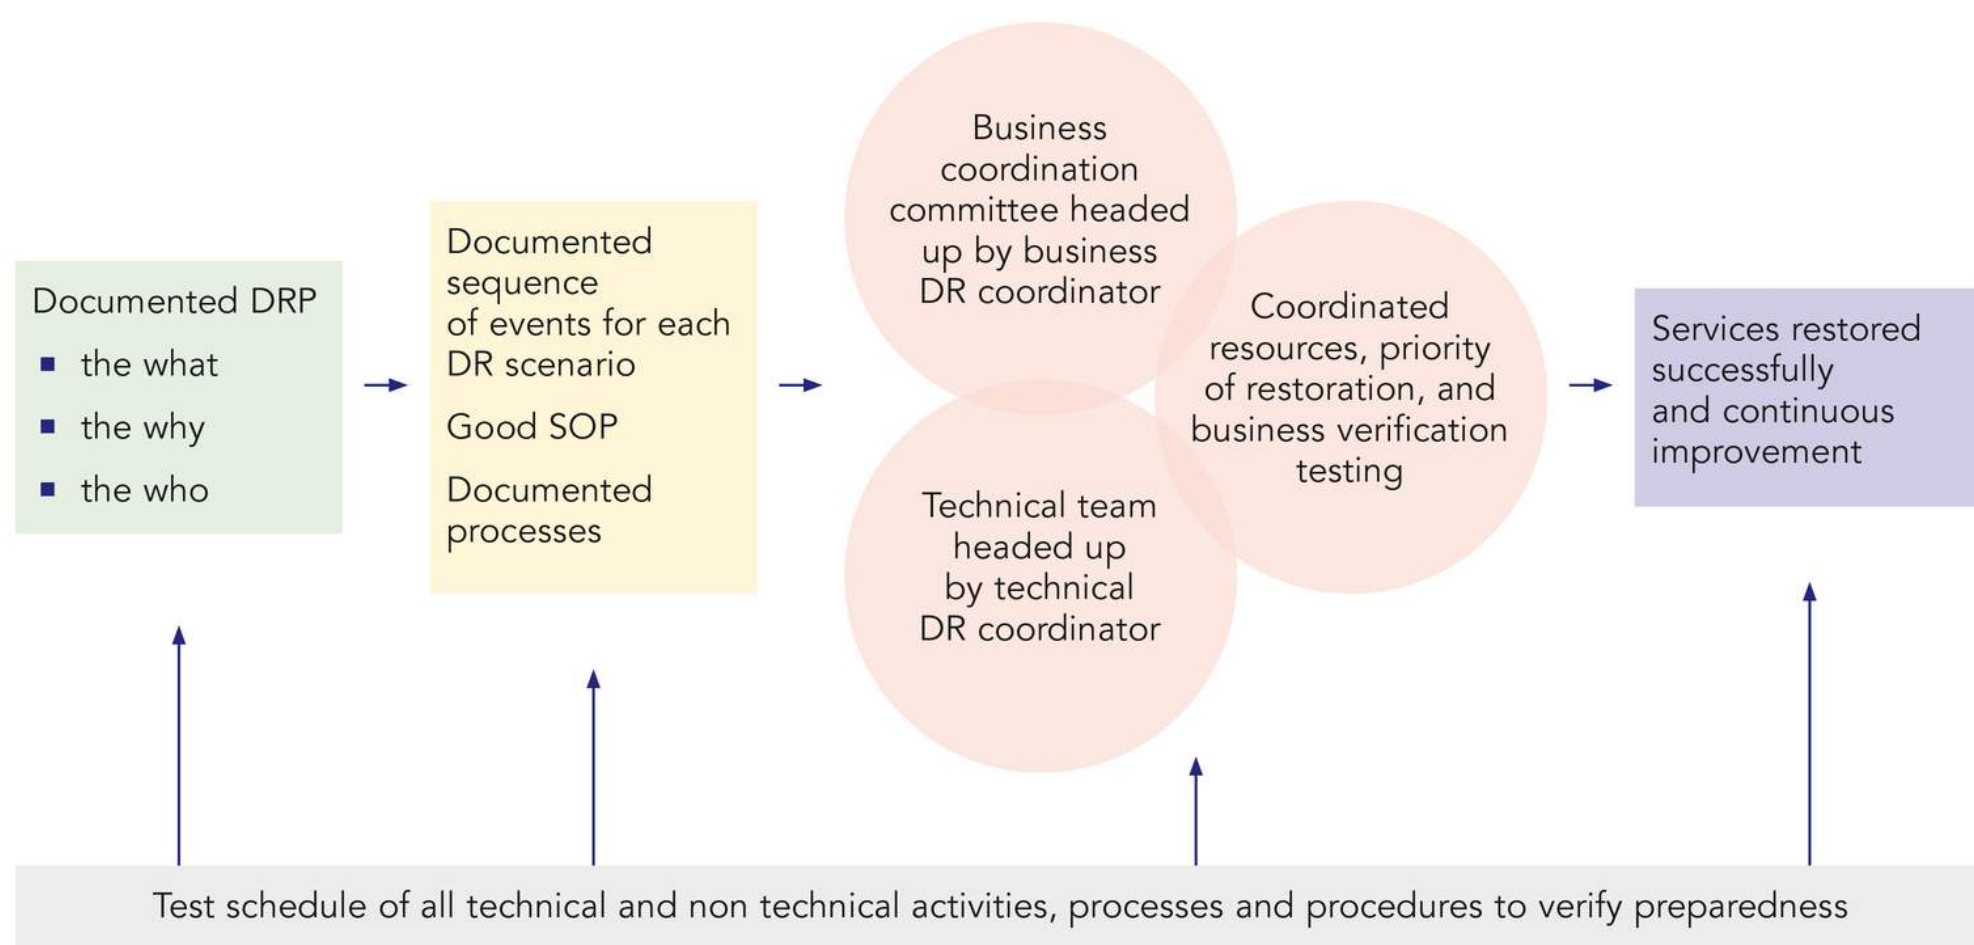 Documented DRP
the what
the why
the who
Documented
sequence
of events for each
DR scenario
Good SOP
Documented
processes
Business
coordination
committee headed
up by business
DR coordinator
Technical team
headed up
by technical
DR coordinator
Coordinated
resources, priority
of restoration, and
business verification
testing
Services restored
successfully
and continuous
improvement
Test schedule of all technical and non technical activities, processes and procedures to verify preparedness